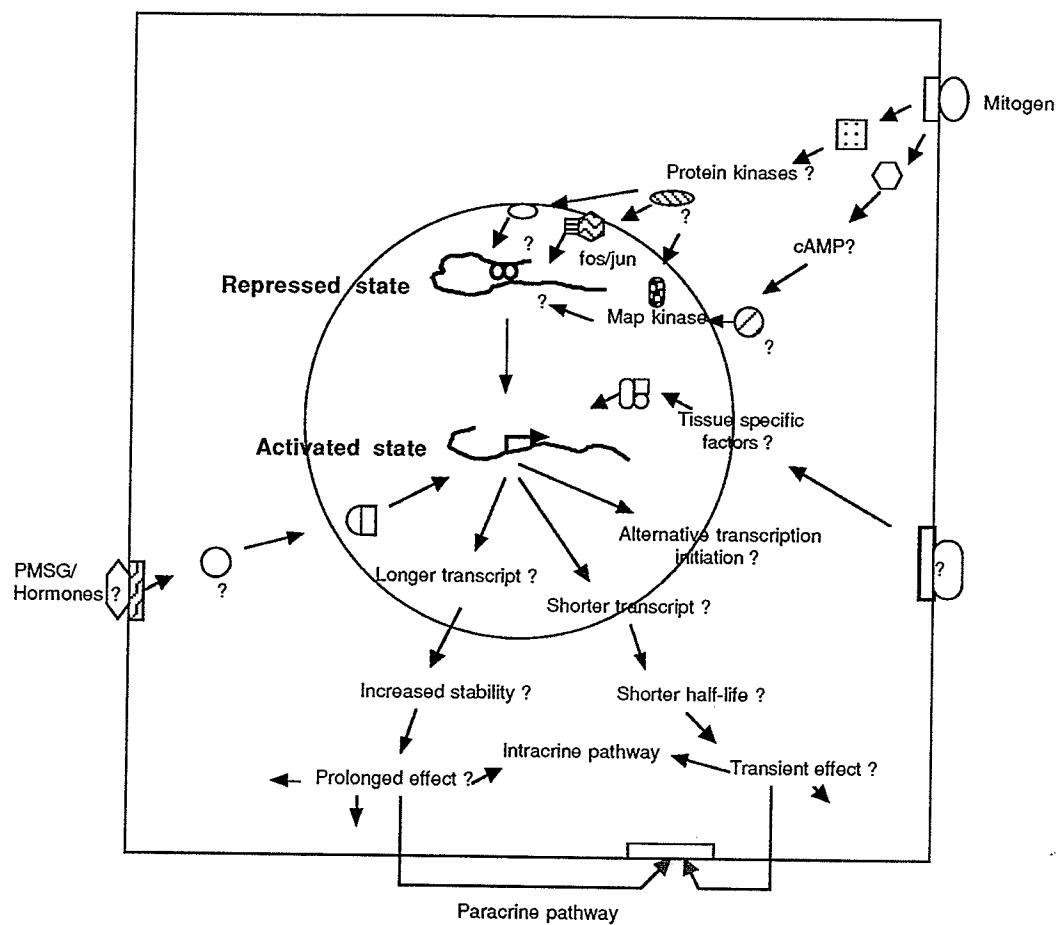 Mitogen
Protein kinases ?
?
cAMP?
?
fos/jun
Repressed state
?
Map kinase
?
Tissue specific
factors ?
Activated state
Alternative transcription
initiation ?
PMSG/
Hormones
?
?
?
Longer transcript ?
Shorter transcript ?
Increased stability ?
Shorter half-life ?
Intracrine pathway
Prolonged effect ?
Transient effect ?
Paracrine pathway